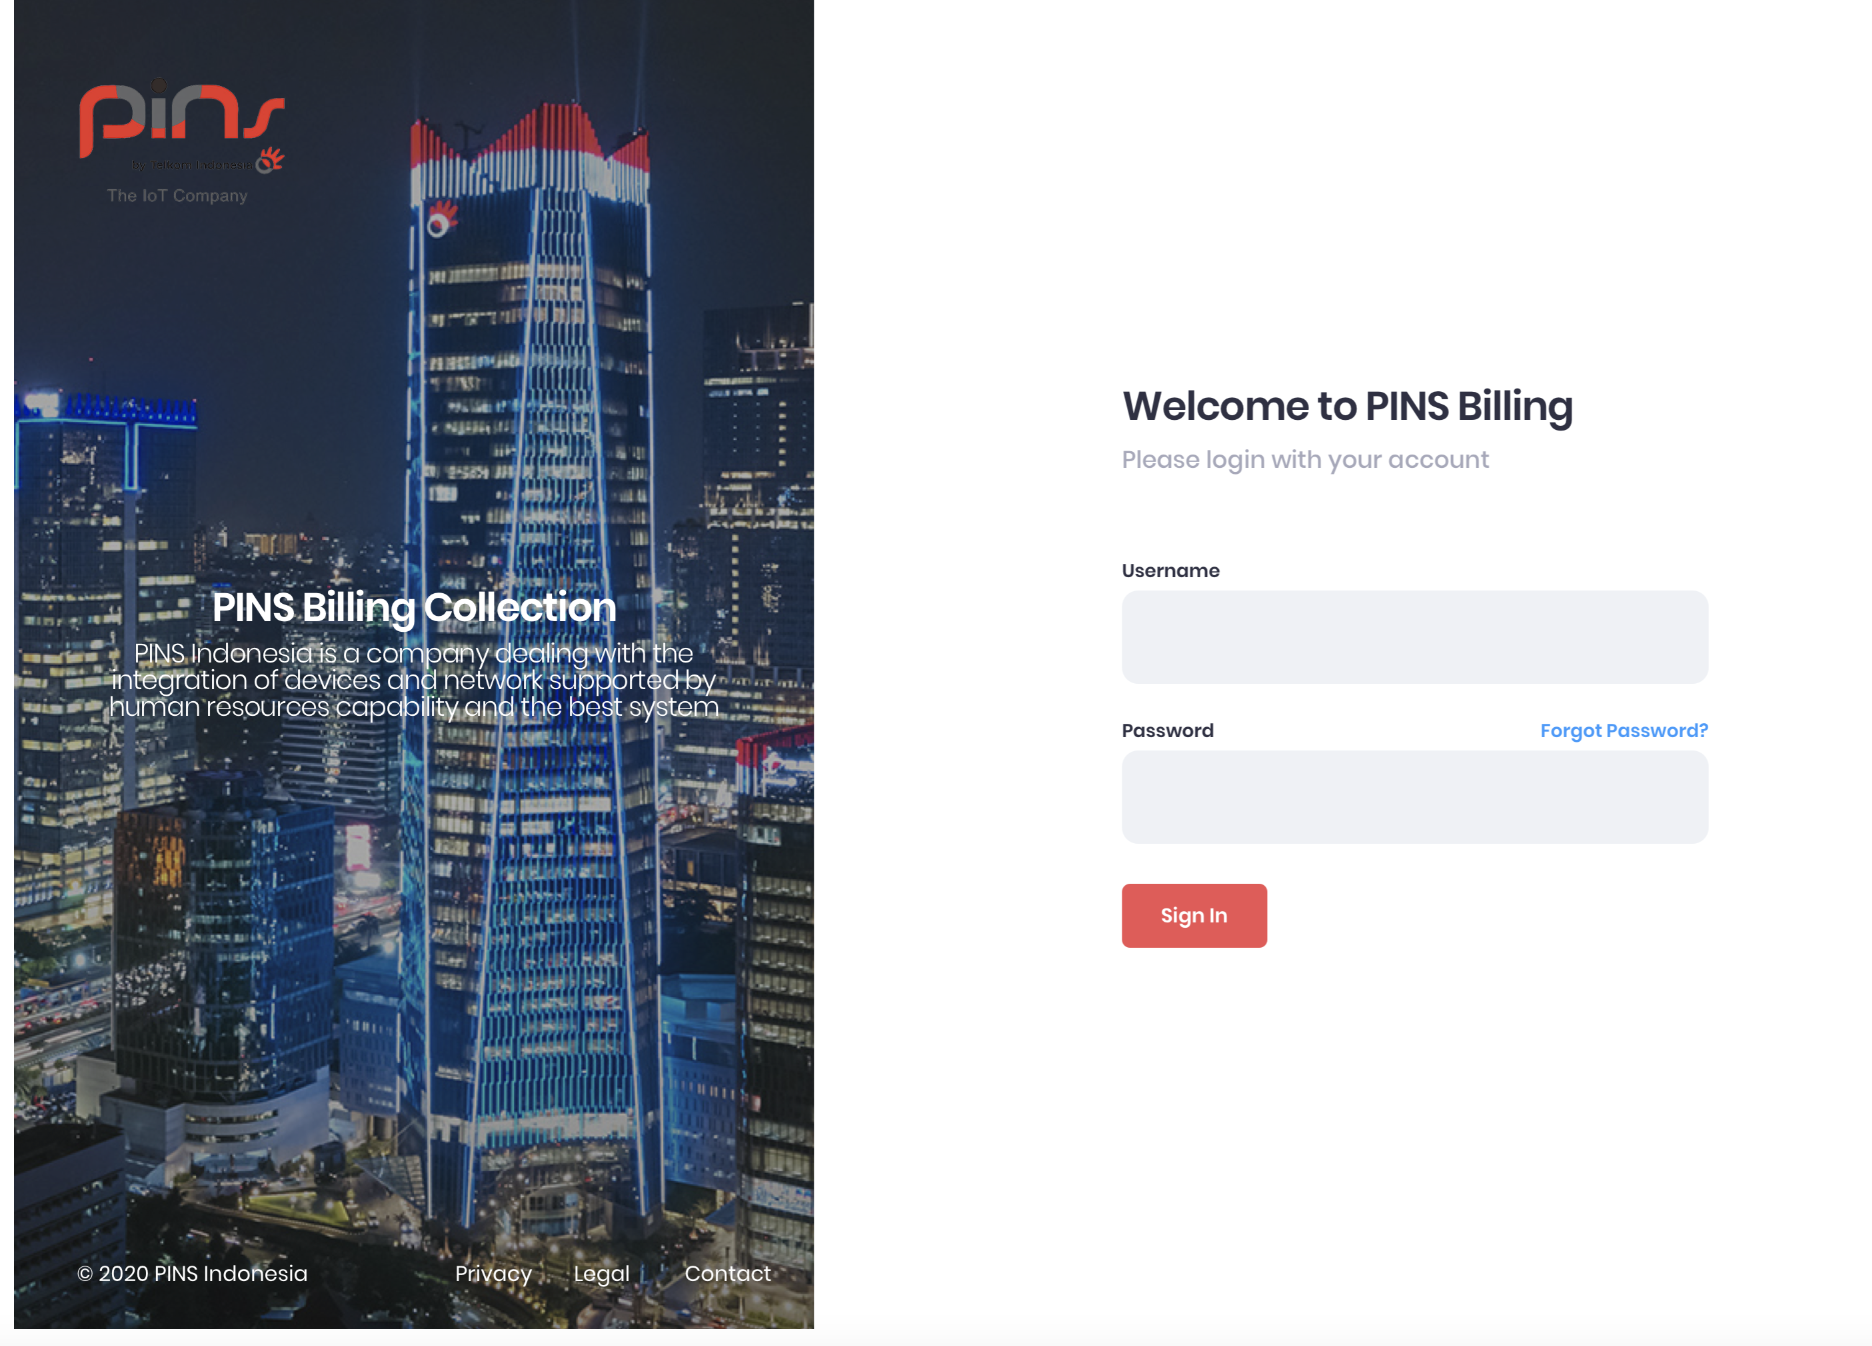 pins
by Telkom Indonesia
The IoT Company
PINS Billing Collection
PINS Indonesia is a company dealing with the
integration of devices and network supported by
human resources capability and the best system
© 2020 PINS Indonesia
Privacy
Legal
Contact
Welcome to PINS Billing
Please login with your account
Username
Password
Forgot Password?
Sign In